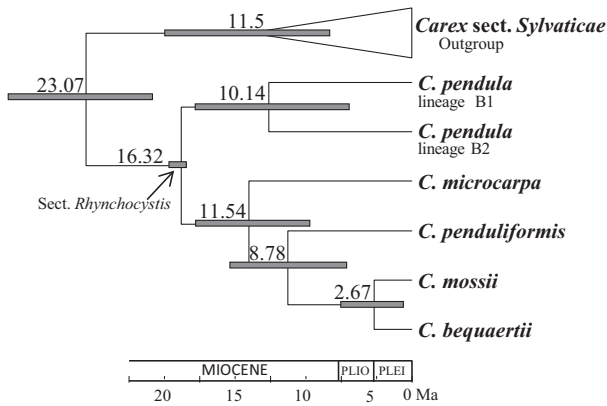 11.5
Carex sect. Sylvaticae
Outgroup
23.07
10.14
C. pendula
lineage B1
C. pendula
lineage B2
16.32
Sect. Rhynchocystis
C. microcarpa
11.54
C. penduliformis
8.78
C. mossii
2.67
C. bequaertii
MIOCENE PLIO PLEI
20 15 10 5 0 Ma